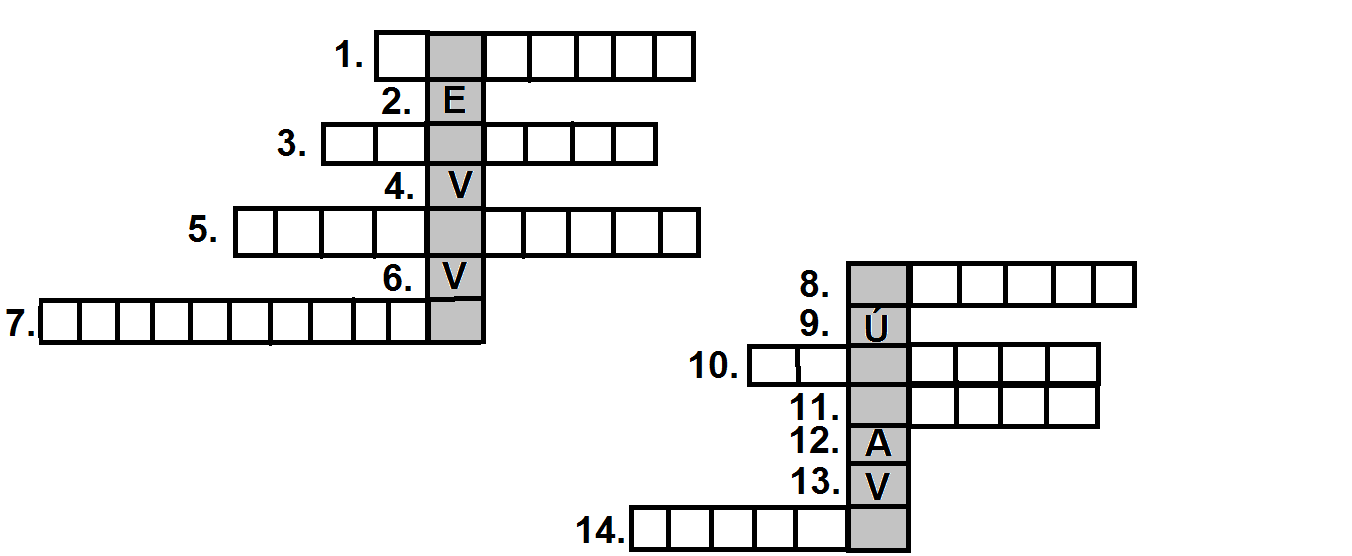 1.
2. E
3.
4. V
5.
6. V
7.
8.
9. Ú
10.
11.
12. A
13. V
14.